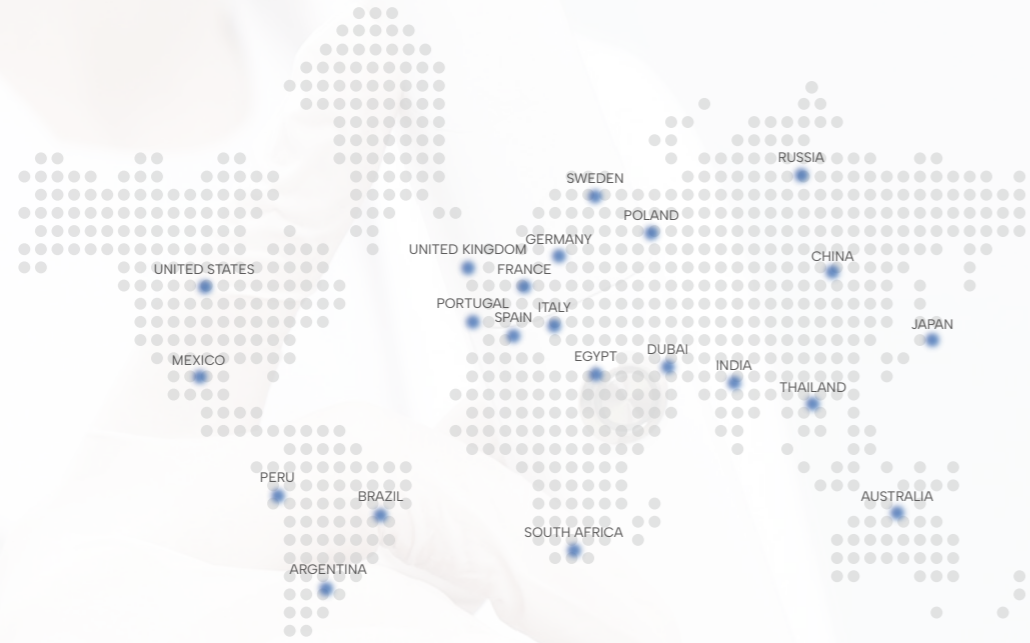 RUSSIA
SWEDEN
POLAND
GERMANY
UNITED KINGDOM
CHINA
UNITED STATES
FRANCE
PORTUGAL
ITALY
SPAIN
JAPAN
DUBAI
EGYPT
MEXICO
INDIA
THAILAND
PERU
BRAZIL
AUSTRALIA
SOUTH AFRICA
ARGENTINA